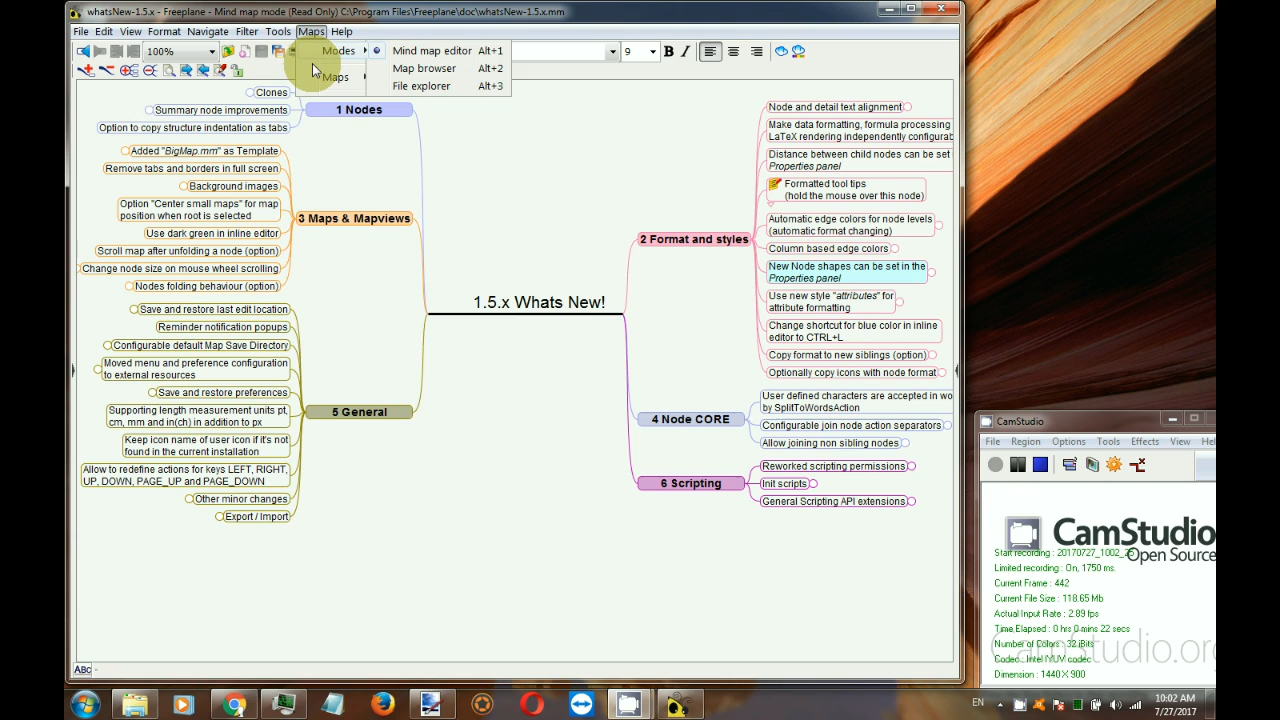 whatsNew-1.5.x - Freeplane - Mind map mode (Read Only) C:\Program Files\Freeplane\doc\whatsNew-1.5.x.mm
File Edit View Format Navigate Filter Tools Maps Help
100%
9
B I
Modes
Maps
Mind map editor Alt+1
Map browser Alt+2
File explorer Alt+3
Clones
Summary node improvements
Option to copy structure indentation as tabs
1 Nodes
Added "BigMap.mm" as Template
Remove tabs and borders in full screen
Background images
Option "Center small maps" for map
position when root is selected
Use dark green in inline editor
Scroll map after unfolding a node (option)
Change node size on mouse wheel scrolling
Nodes folding behaviour (option)
3 Maps & Mapviews
Save and restore last edit location
Reminder notification popups
Configurable default Map Save Directory
Moved menu and preference configuration
to external resources
Save and restore preferences
Supporting length measurement units pt,
cm, mm and in(ch) in addition to px
Keep icon name of user icon if it's not
found in the current installation
Allow to redefine actions for keys LEFT, RIGHT,
UP, DOWN, PAGE_UP and PAGE_DOWN
Other minor changes
Export / Import
5 General
1.5.x Whats New!
2 Format and styles
Node and detail text alignment
Make data formatting, formula processing
LaTeX rendering independently configurab
Distance between child nodes can be set
Properties panel
Formatted tool tips
(hold the mouse over this node)
Automatic edge colors for node levels
(automatic format changing)
Column based edge colors
New Node shapes can be set in the
Properties panel
Use new style "attributes" for
attribute formatting
Change shortcut for blue color in inline
editor to CTRL+L
Copy format to new siblings (option)
Optionally copy icons with node format
4 Node CORE
User defined characters are accepted in wo
by SplitToWordsAction
Configurable join node action separators
Allow joining non sibling nodes
6 Scripting
Reworked scripting permissions
Init scripts
General Scripting API extensions
ABC
CamStudio
File Region Options Tools Effects View Hel
CamStudio
Open Source
Limited recording : On, 1750 ms.
Current Frame : 442
Current File Size : 118.65 Mb
Actual Input Rate : 2.89 fps
Time Elapsed : 0 hrs 0 mins 22 secs
Number of Colors : 32 Bits
Codec : Intel IYUV codec
Dimension : 1440 X 900
CamStudio.org
EN
10:02 AM
7/27/2017